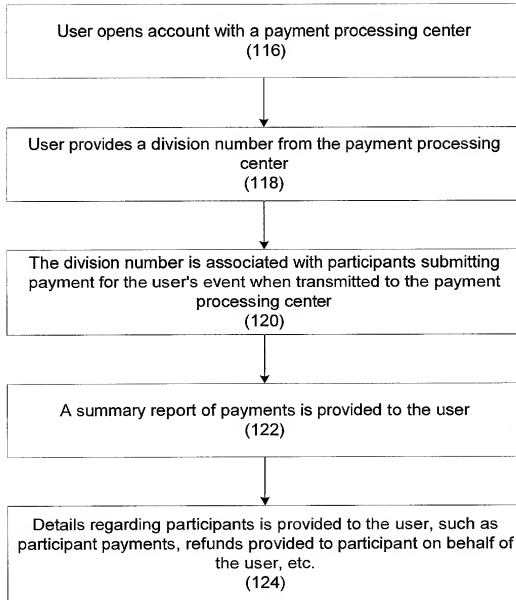 User opens account with a payment processing center
(116)
User provides a division number from the payment processing
center
(118)
The division number is associated with participants submitting
payment for the user's event when transmitted to the payment
processing center
(120)
A summary report of payments is provided to the user
(122)
Details regarding participants is provided to the user, such as
participant payments, refunds provided to participant on behalf of
the user, etc.
(124)